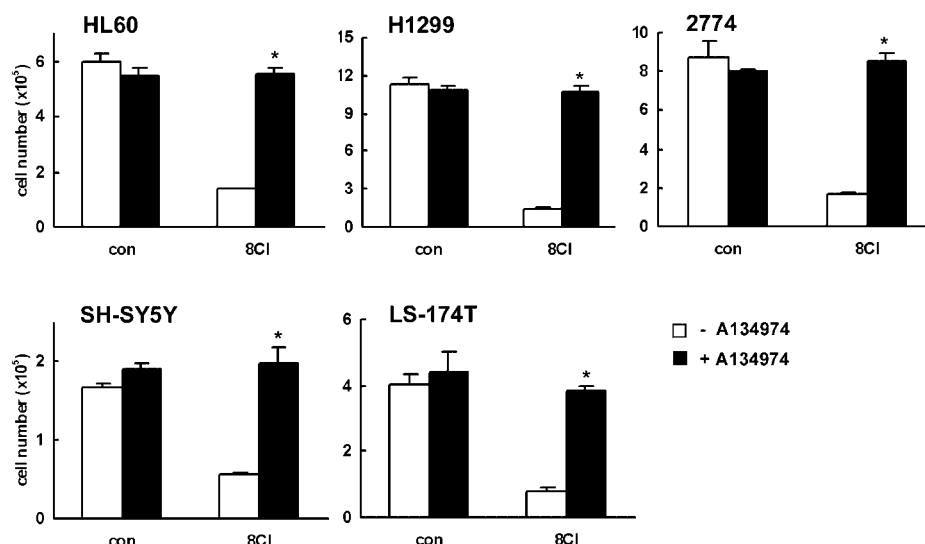 HL60
cell number (x10⁵)
6
4
2
0
*
con
8Cl
H1299
15
12
9
6
3
0
*
con
8Cl
2774
10
8
6
4
2
0
*
con
8Cl
SH-SY5Y
cell number (x10⁵)
2
1
0
*
con
8Cl
LS-174T
6
4
2
0
*
con
8Cl
- A134974
+ A134974